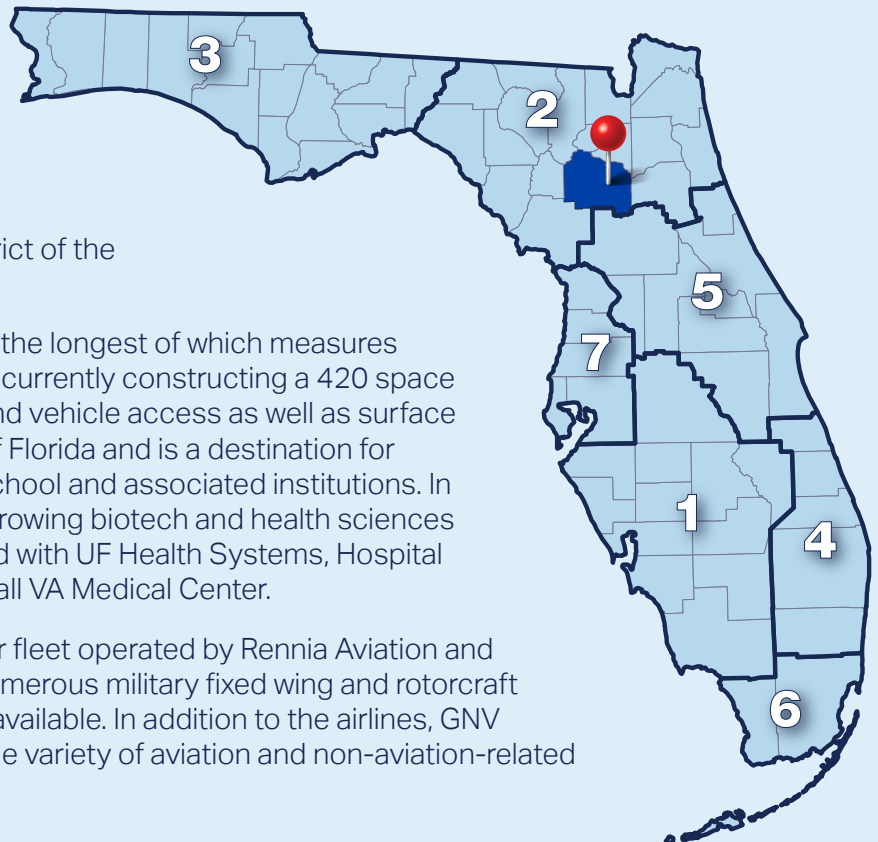 3
2
rict of the
5
the longest of which measures
7
currently constructing a 420 space
nd vehicle access as well as surface
f Florida and is a destination for
chool and associated institutions. In
rowing biotech and health sciences
1
d with UF Health Systems, Hospital
4
all VA Medical Center.
r fleet operated by Rennia Aviation and
merous military fixed wing and rotorcraft
available. In addition to the airlines, GNV
6
e variety of aviation and non-aviation-related